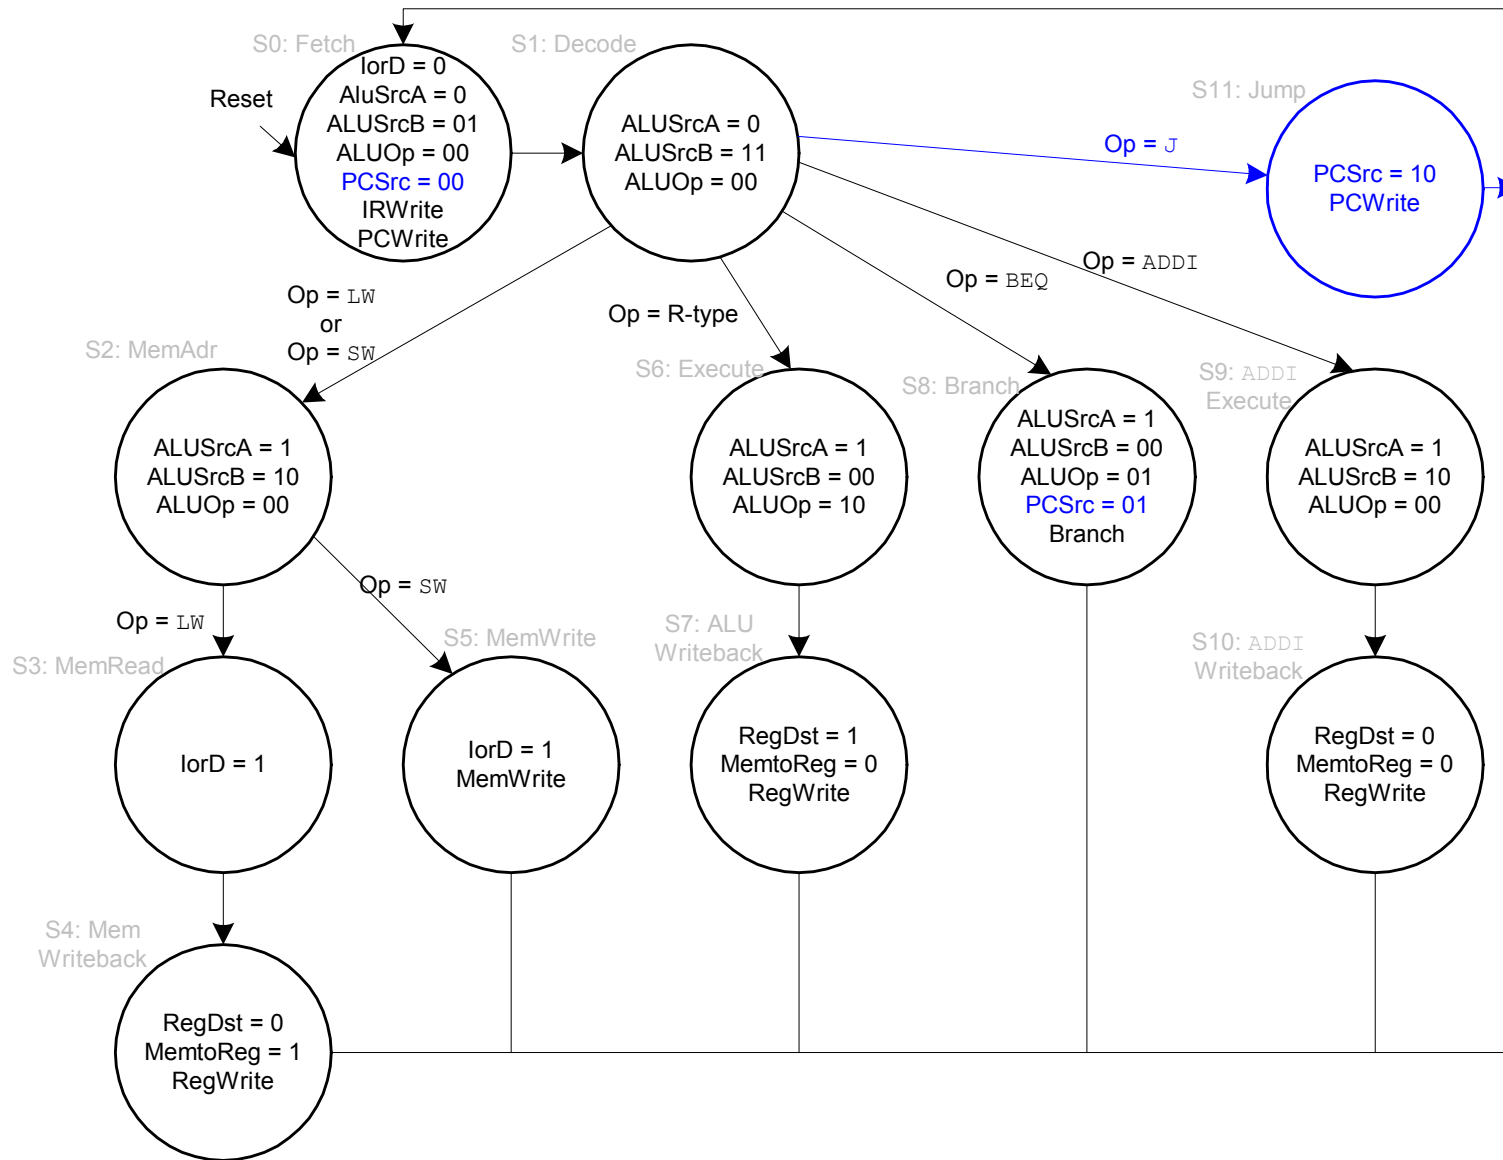 S0: Fetch
IorD = 0
AluSrcA = 0
ALUSrcB = 01
ALUOp = 00
PCSrc = 00
IRWrite
PCWrite
Reset
S1: Decode
ALUSrcA = 0
ALUSrcB = 11
ALUOp = 00
S11: Jump
Op = J
PCSrc = 10
PCWrite
Op = LW
or
Op = SW
Op = R-type
Op = BEQ
Op = ADDI
S2: MemAdr
ALUSrcA = 1
ALUSrcB = 10
ALUOp = 00
S6: Execute
ALUSrcA = 1
ALUSrcB = 00
ALUOp = 10
S8: Branch
ALUSrcA = 1
ALUSrcB = 00
ALUOp = 01
PCSrc = 01
Branch
S9: ADDI
Execute
ALUSrcA = 1
ALUSrcB = 10
ALUOp = 00
Op = LW
Op = SW
S3: MemRead
IorD = 1
S5: MemWrite
IorD = 1
MemWrite
S7: ALU
Writeback
RegDst = 1
MemtoReg = 0
RegWrite
S10: ADDI
Writeback
RegDst = 0
MemtoReg = 0
RegWrite
S4: Mem
Writeback
RegDst = 0
MemtoReg = 1
RegWrite